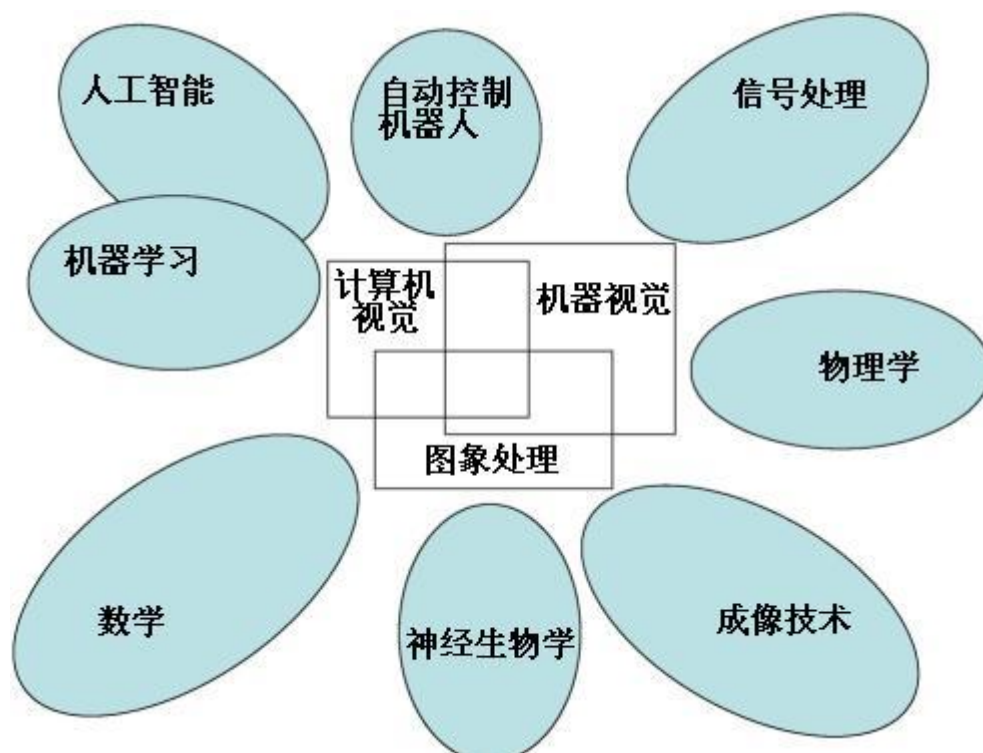 人工智能
自动控制
机器人
信号处理
机器学习
计算机
视觉
机器视觉
物理学
图象处理
数学
神经生物学
成像技术